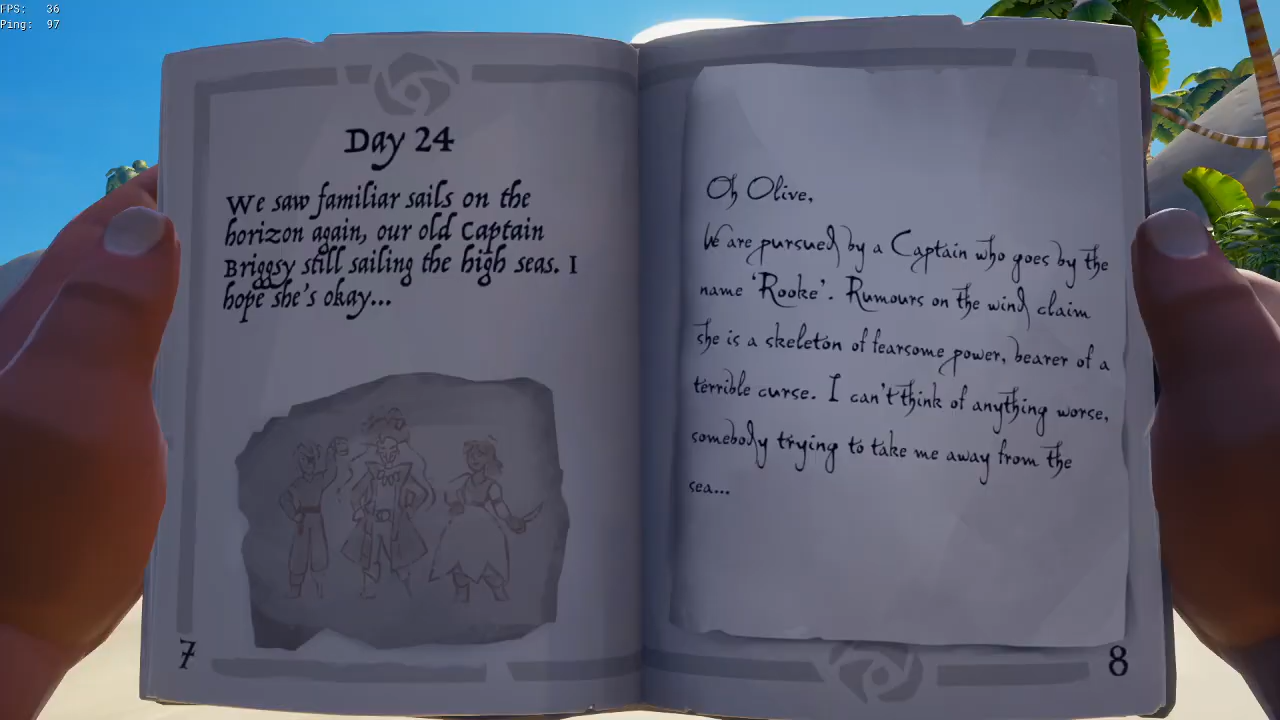 FPS: 36
Ping: 97
Day 24
We saw familiar sails on the
horizon again, our old Captain
Briggsy still sailing the high seas. I
hope she's okay...
7
Oh Olive,
We are pursued by a Captain who goes by the
name 'Rooke'. Rumours on the wind claim
she is a skeleton of fearsome power, bearer of a
terrible curse. I can't think of anything worse,
somebody trying to take me away from the
sea...
8